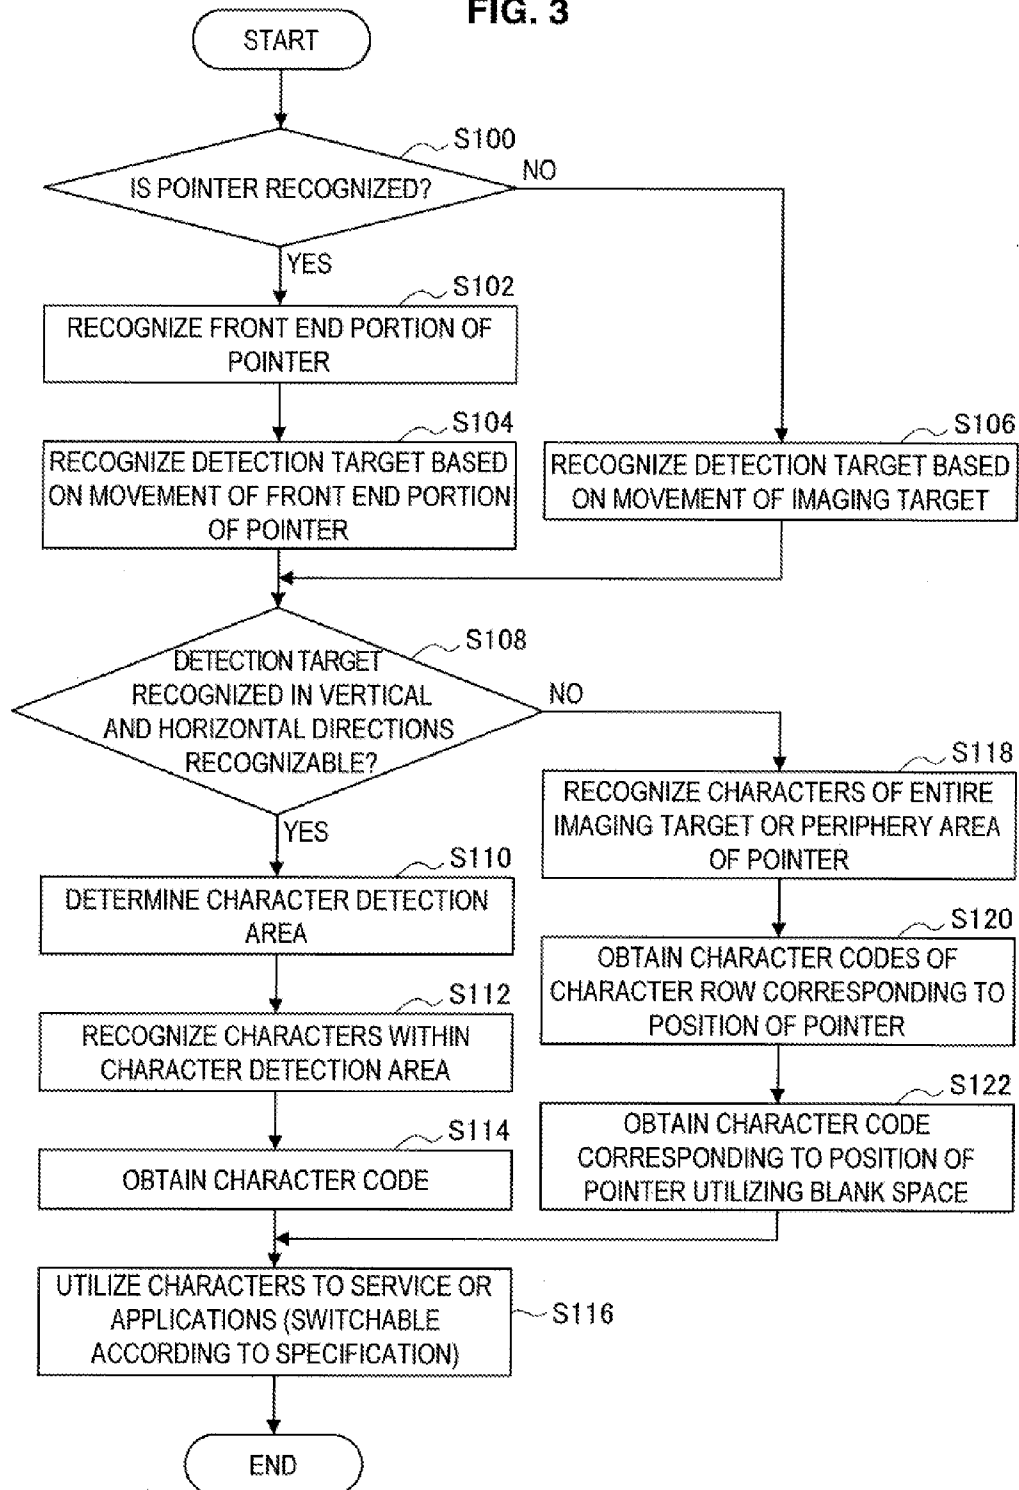 FIG. 3
START
S100
IS POINTER RECOGNIZED?
NO
YES
S102
RECOGNIZE FRONT END PORTION OF
POINTER
S104
RECOGNIZE DETECTION TARGET BASED
ON MOVEMENT OF FRONT END PORTION
OF POINTER
S106
RECOGNIZE DETECTION TARGET BASED
ON MOVEMENT OF IMAGING TARGET
S108
DETECTION TARGET
RECOGNIZED IN VERTICAL
AND HORIZONTAL DIRECTIONS
RECOGNIZABLE?
NO
YES
S110
DETERMINE CHARACTER DETECTION
AREA
S112
RECOGNIZE CHARACTERS WITHIN
CHARACTER DETECTION AREA
S114
OBTAIN CHARACTER CODE
S118
RECOGNIZE CHARACTERS OF ENTIRE
IMAGING TARGET OR PERIPHERY AREA
OF POINTER
S120
OBTAIN CHARACTER CODES OF
CHARACTER ROW CORRESPONDING TO
POSITION OF POINTER
S122
OBTAIN CHARACTER CODE
CORRESPONDING TO POSITION OF
POINTER UTILIZING BLANK SPACE
UTILIZE CHARACTERS TO SERVICE OR
APPLICATIONS (SWITCHABLE
ACCORDING TO SPECIFICATION)
S116
END